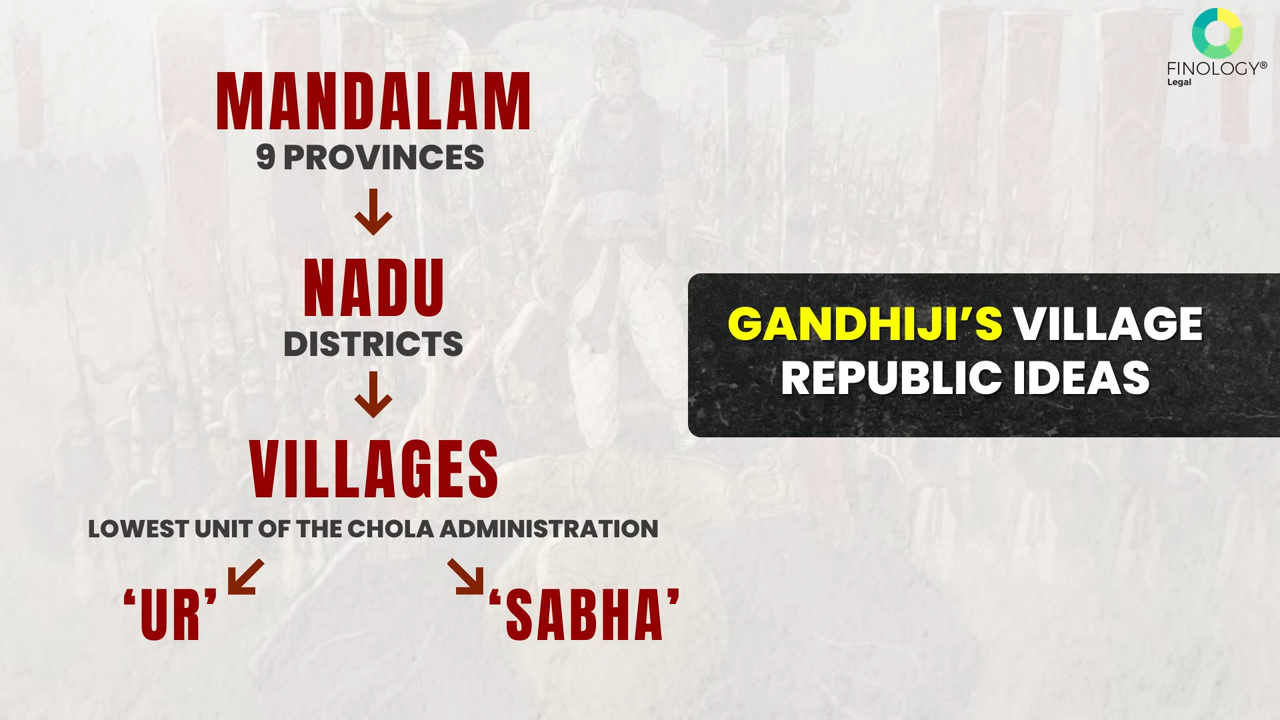 FINOLOGY®
Legal
MANDALAM
9 PROVINCES
NADU
DISTRICTS
VILLAGES
LOWEST UNIT OF THE CHOLA ADMINISTRATION
‘UR’
‘SABHA’
GANDHIJI’S VILLAGE
REPUBLIC IDEAS